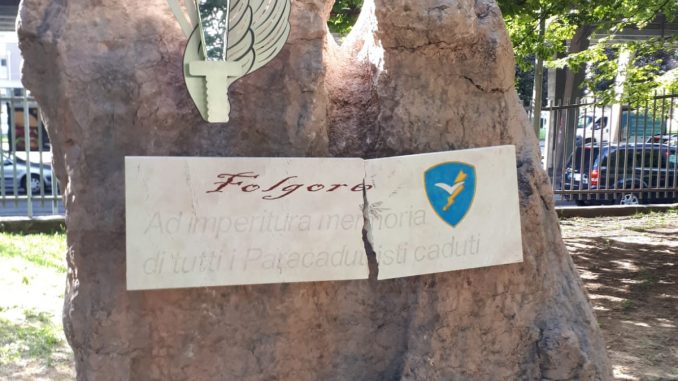 Folgore
Ad imperitura memoria
di tutti i Paracadutisti caduti